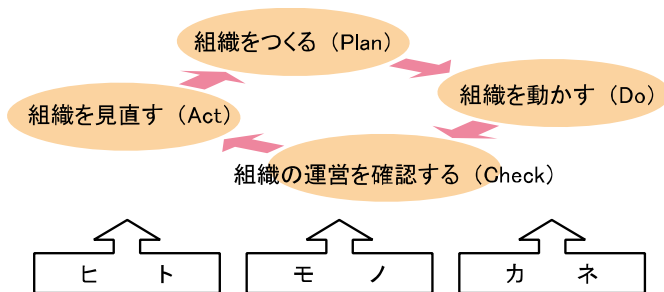 組織をつくる（Plan）
組織を動かす（Do）
組織を見直す（Act）
組織の運営を確認する（Check）
ヒト
モノ
カネ